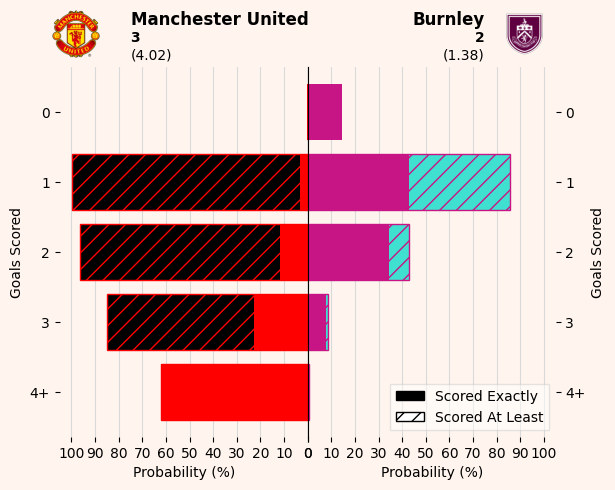 Manchester United
3
(4.02)
Burnley
2
(1.38)
Goals Scored
0
1
2
3
4+
0
1
2
3
4+
Goals Scored
Scored Exactly
Scored At Least
100 90 80 70 60 50 40 30 20 10 0
0 10 20 30 40 50 60 70 80 90 100
Probability (%)
Probability (%)